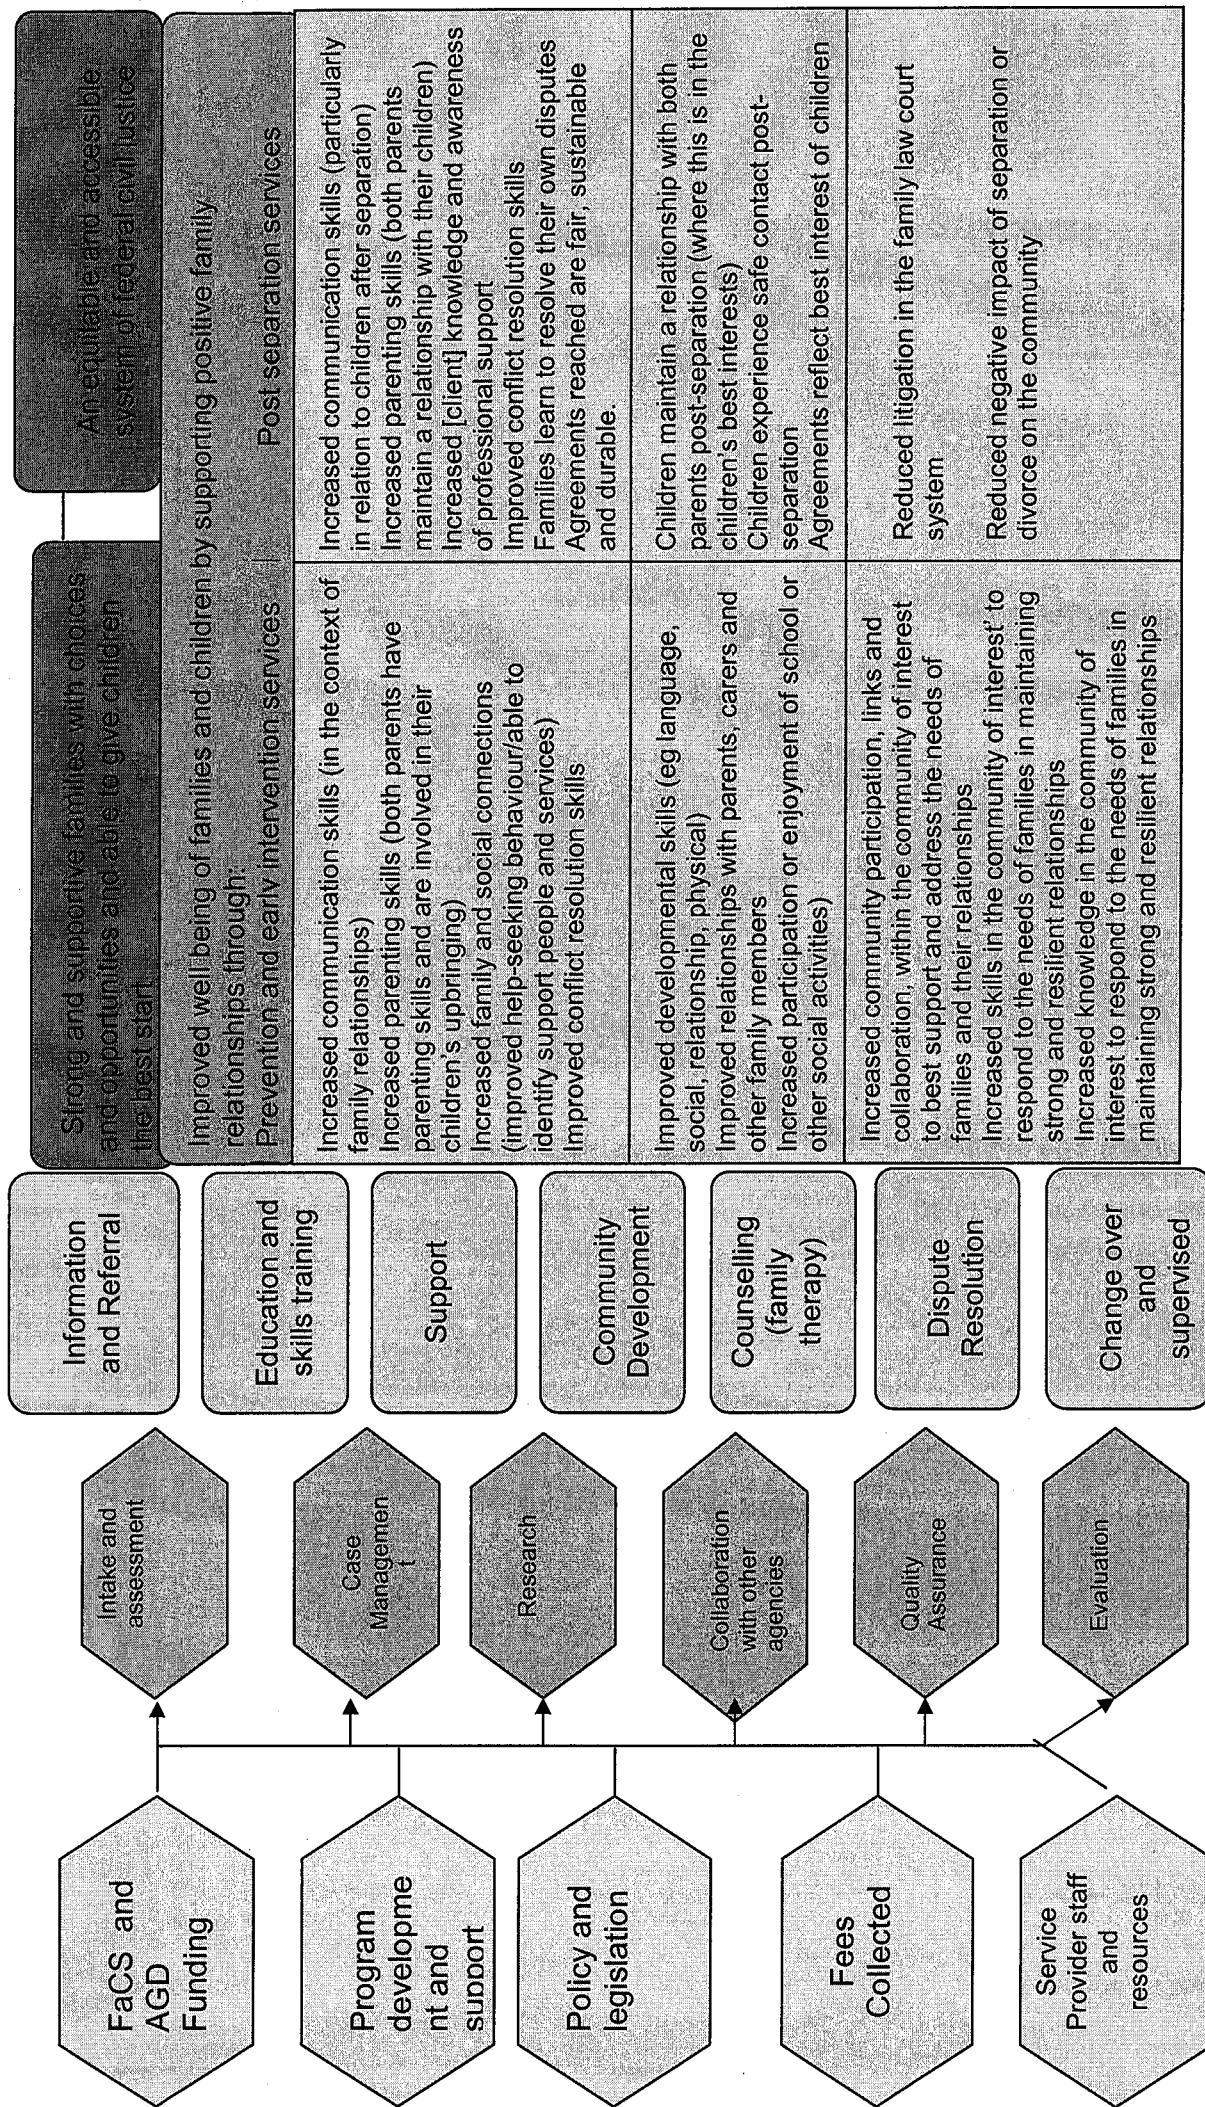 FaCS and
AGD
Funding
Program
developme
nt and
support
Policy and
legislation
Fees
Collected
Service
Provider staff
and
resources
Intake and
assessment
Case
Managemen
t
Research
Collaboration
with other
agencies
Quality
Assurance
Evaluation
Information
and Referral
Education and
skills training
Support
Community
Development
Counselling
(family
therapy)
Dispute
Resolution
Change over
and
supervised
Strong and supportive families with choices
and opportunities and able to give children
the best start
An equitable and accessible
system of federal civil justice
Improved well being of families and children by supporting positive family
relationships through:
Prevention and early intervention services
Post separation services
Increased communication skills (in the context of
family relationships)
Increased parenting skills (both parents have
parenting skills and are involved in their
children's upbringing)
Increased family and social connections
(improved help-seeking behaviour/able to
identify support people and services)
Improved conflict resolution skills
Increased communication skills (particularly
in relation to children after separation)
Increased parenting skills (both parents
maintain a relationship with their children)
Increased [client] knowledge and awareness
of professional support
Improved conflict resolution skills
Families learn to resolve their own disputes
Agreements reached are fair, sustainable
and durable.
Improved developmental skills (eg language,
social, relationship, physical)
Improved relationships with parents, carers and
other family members
Increased participation or enjoyment of school or
other social activities)
Children maintain a relationship with both
parents post-separation (where this is in the
children's best interests)
Children experience safe contact post-
separation
Agreements reflect best interest of children
Increased community participation, links and
collaboration, within the community of interest
to best support and address the needs of
families and their relationships
Increased skills in the community of interest' to
respond to the needs of families in maintaining
strong and resilient relationships
Increased knowledge in the community of
interest to respond to the needs of families in
maintaining strong and resilient relationships
Reduced litigation in the family law court
system
Reduced negative impact of separation or
divorce on the community